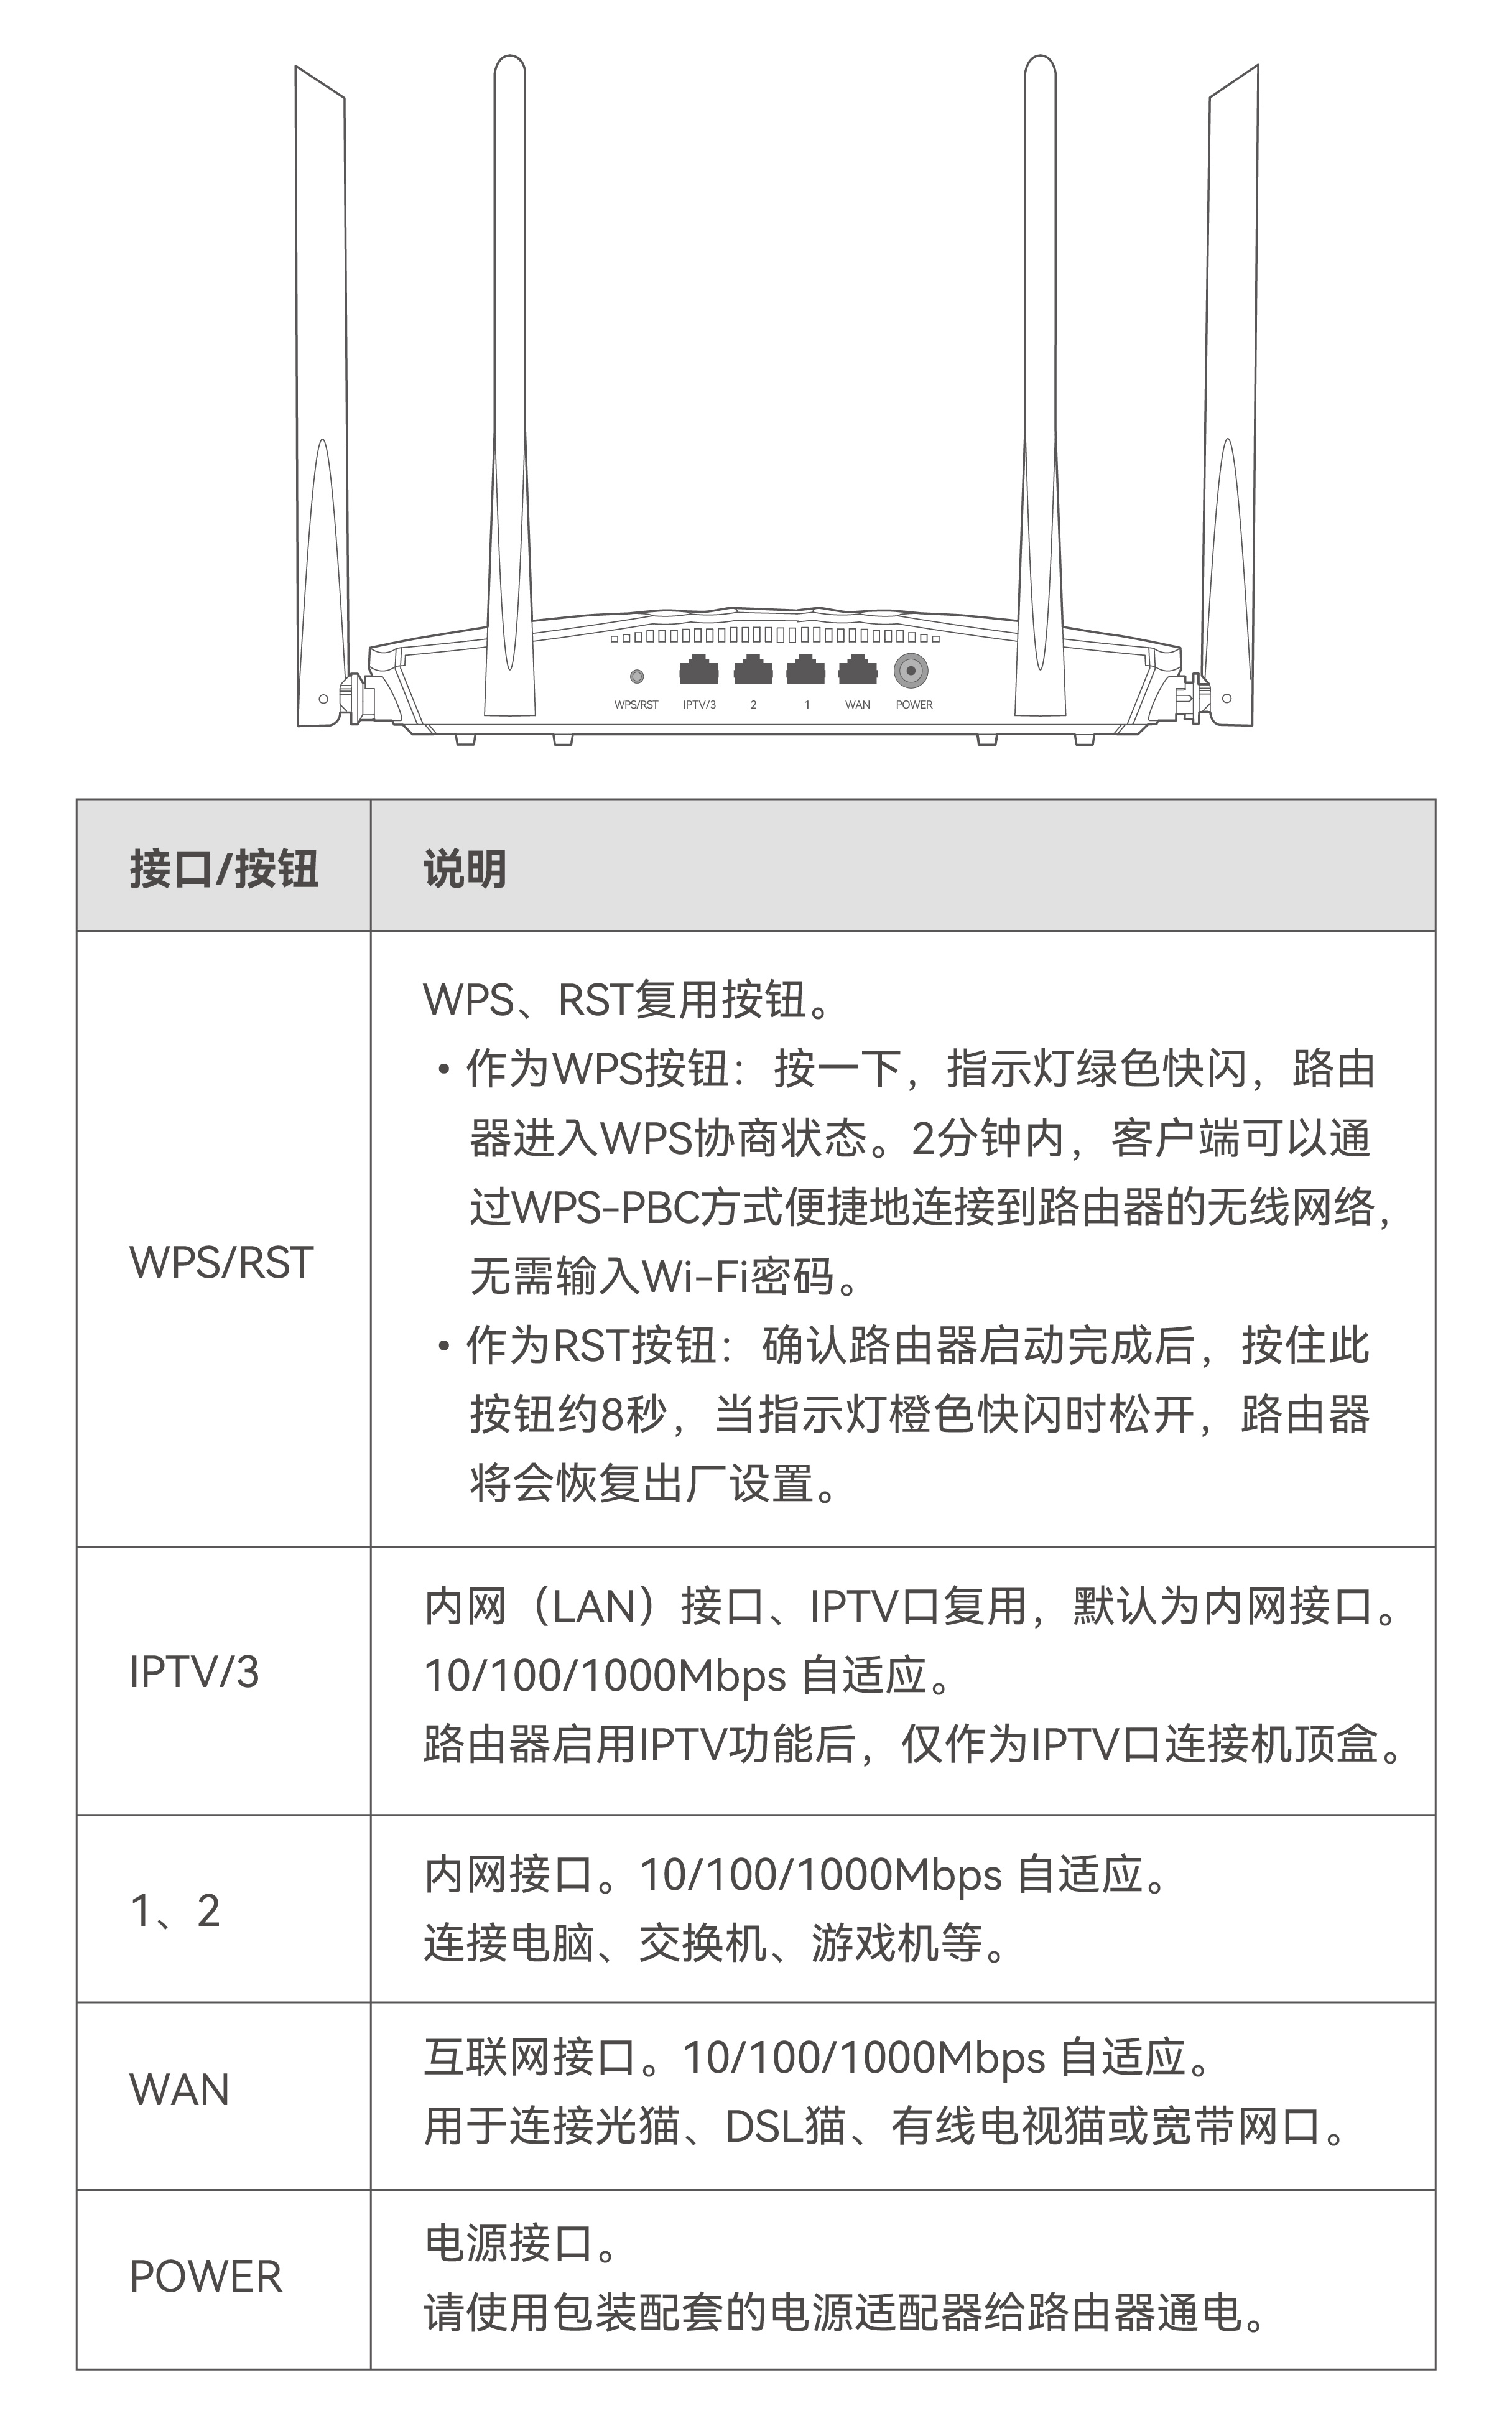 WPS/RST IPTV/3 2 1 WAN POWER
接口/按钮 说明
WPS/RST
WPS、RST复用按钮。
• 作为WPS按钮：按一下，指示灯绿色快闪，路由
器进入WPS协商状态。2分钟内，客户端可以通
过WPS-PBC方式便捷地连接到路由器的无线网络，
无需输入Wi-Fi密码。
• 作为RST按钮：确认路由器启动完成后，按住此
按钮约8秒，当指示灯橙色快闪时松开，路由器
将会恢复出厂设置。
IPTV/3
内网（LAN）接口、IPTV口复用，默认为内网接口。
10/100/1000Mbps 自适应。
路由器启用IPTV功能后，仅作为IPTV口连接机顶盒。
1、2
内网接口。10/100/1000Mbps 自适应。
连接电脑、交换机、游戏机等。
WAN
互联网接口。10/100/1000Mbps 自适应。
用于连接光猫、DSL猫、有线电视猫或宽带网口。
POWER
电源接口。
请使用包装配套的电源适配器给路由器通电。